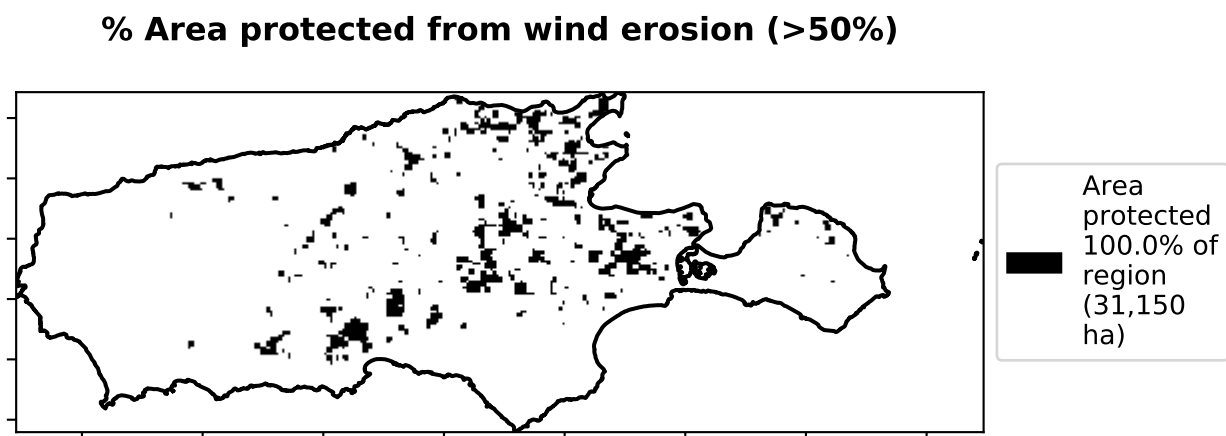 % Area protected from wind erosion (>50%)
Area
protected
100.0% of
region
(31,150
ha)